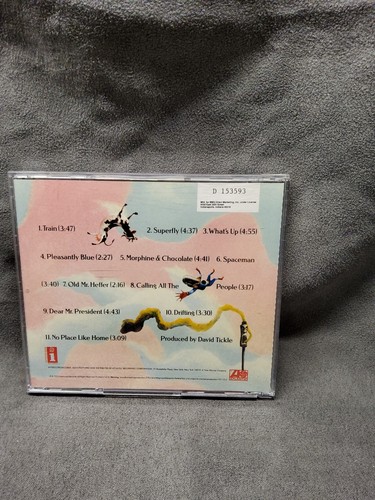 D 153593
1. Train (3:47) 2. Superfly (4:37) 3. What's Up (4:55)
4. Pleasantly Blue (2:27) 5. Morphine & Chocolate (4:41) 6. Spaceman
(3:40) 7. Old Mr. Heffer (2:16) 8. Calling All The People (3:17)
9. Dear Mr. President (4:43) 10. Drifting (3:30)
11. No Place Like Home (3:09) Produced by David Tickle